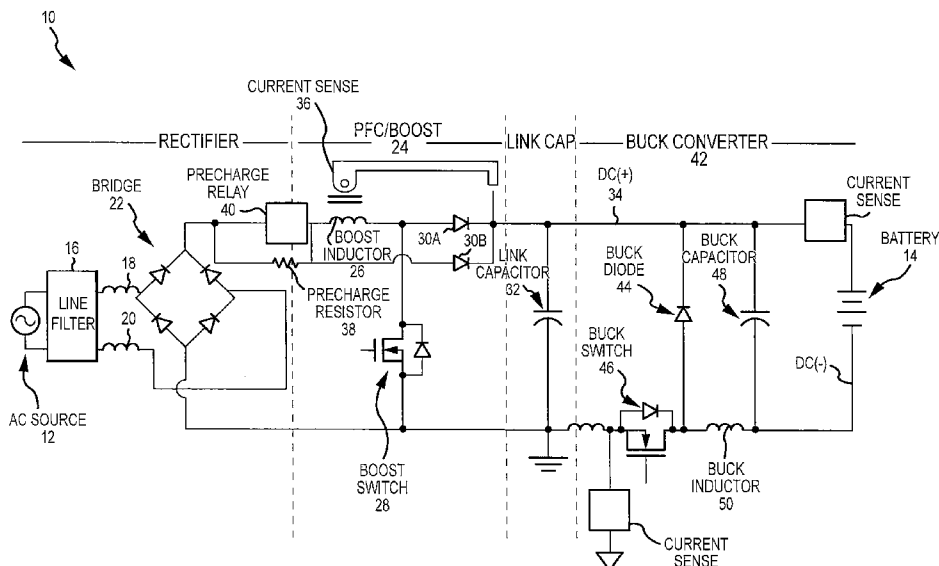 10
CURRENT SENSE
36
RECTIFIER
PFC/BOOST
24
LINK CAP
BUCK CONVERTER
42
BRIDGE
22
PRECHARGE
RELAY
40
DC(+)
34
CURRENT
SENSE
16
LINE
FILTER
18
20
BOOST
INDUCTOR
26
30A
30B
PRECHARGE
RESISTOR
38
LINK
CAPACITOR
32
BUCK
DIODE
44
BUCK
CAPACITOR
48
BATTERY
14
BUCK
SWITCH
46
DC(-)
AC SOURCE
12
BOOST
SWITCH
28
BUCK
INDUCTOR
50
CURRENT
SENSE